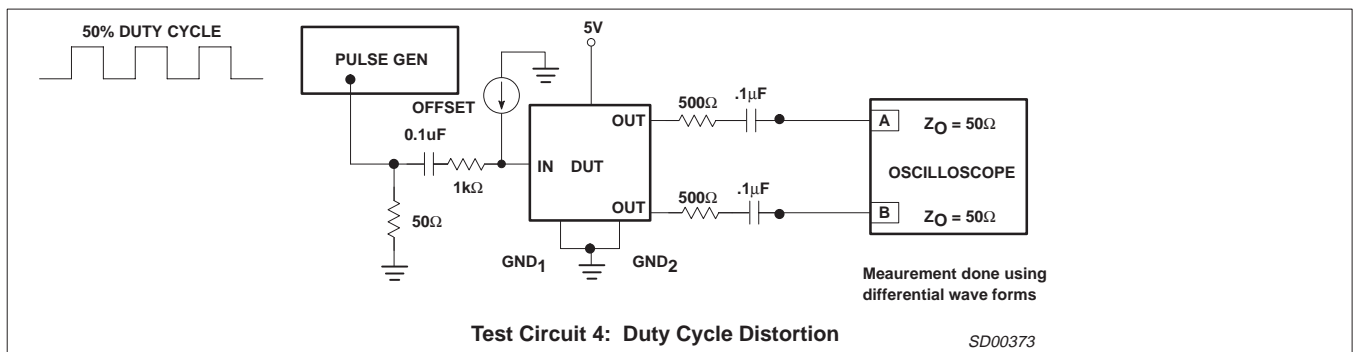 50% DUTY CYCLE
PULSE GEN
5V
OFFSET
0.1uF
1kΩ
50Ω
IN
DUT
OUT
OUT
GND1
GND2
500Ω
.1μF
500Ω
.1μF
A
ZO = 50Ω
OSCILLOSCOPE
B
ZO = 50Ω
Meaurement done using
differential wave forms
Test Circuit 4: Duty Cycle Distortion
SD00373